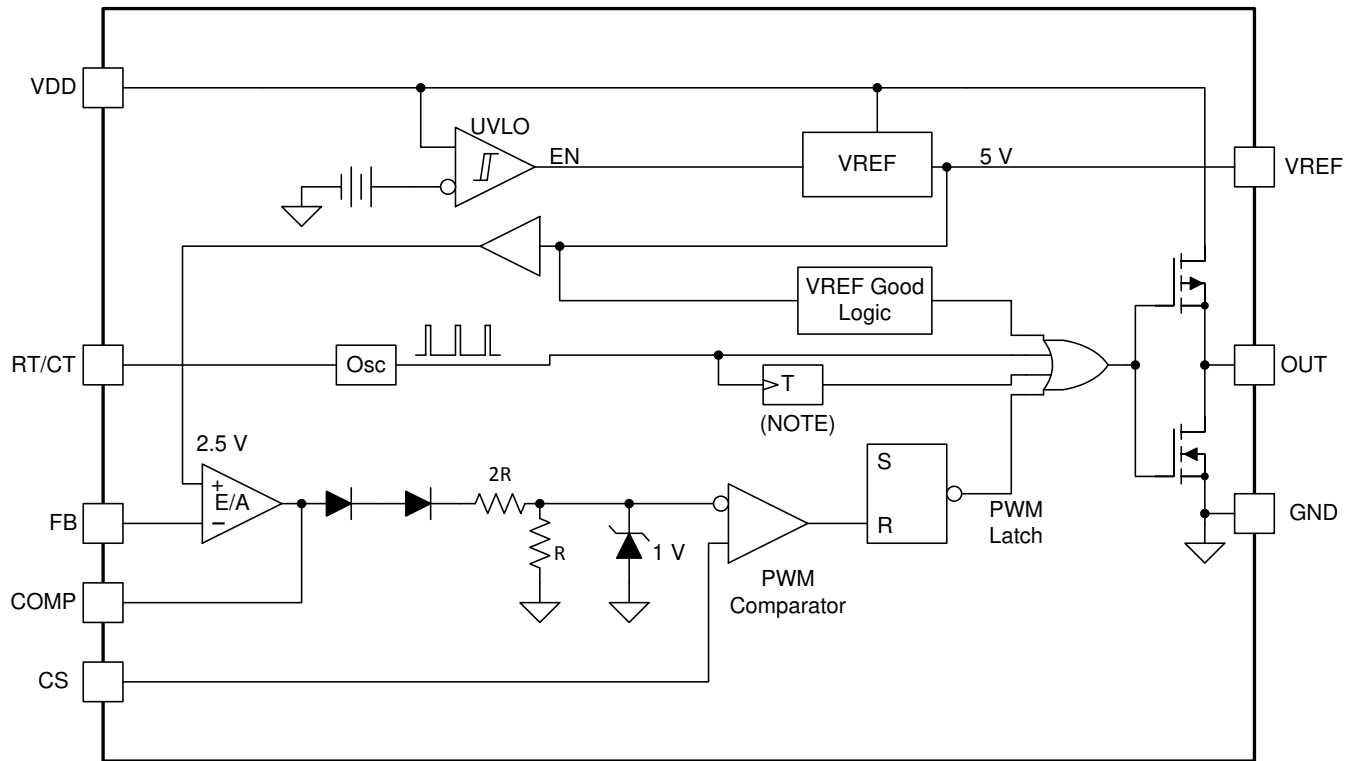 VDD
UVLO
EN
VREF
5 V
VREF
VREF Good
Logic
RT/CT
Osc
T
(NOTE)
OUT
2.5 V
+
E/A
−
FB
2R
R
1 V
S
R
PWM
Latch
GND
PWM
Comparator
COMP
CS